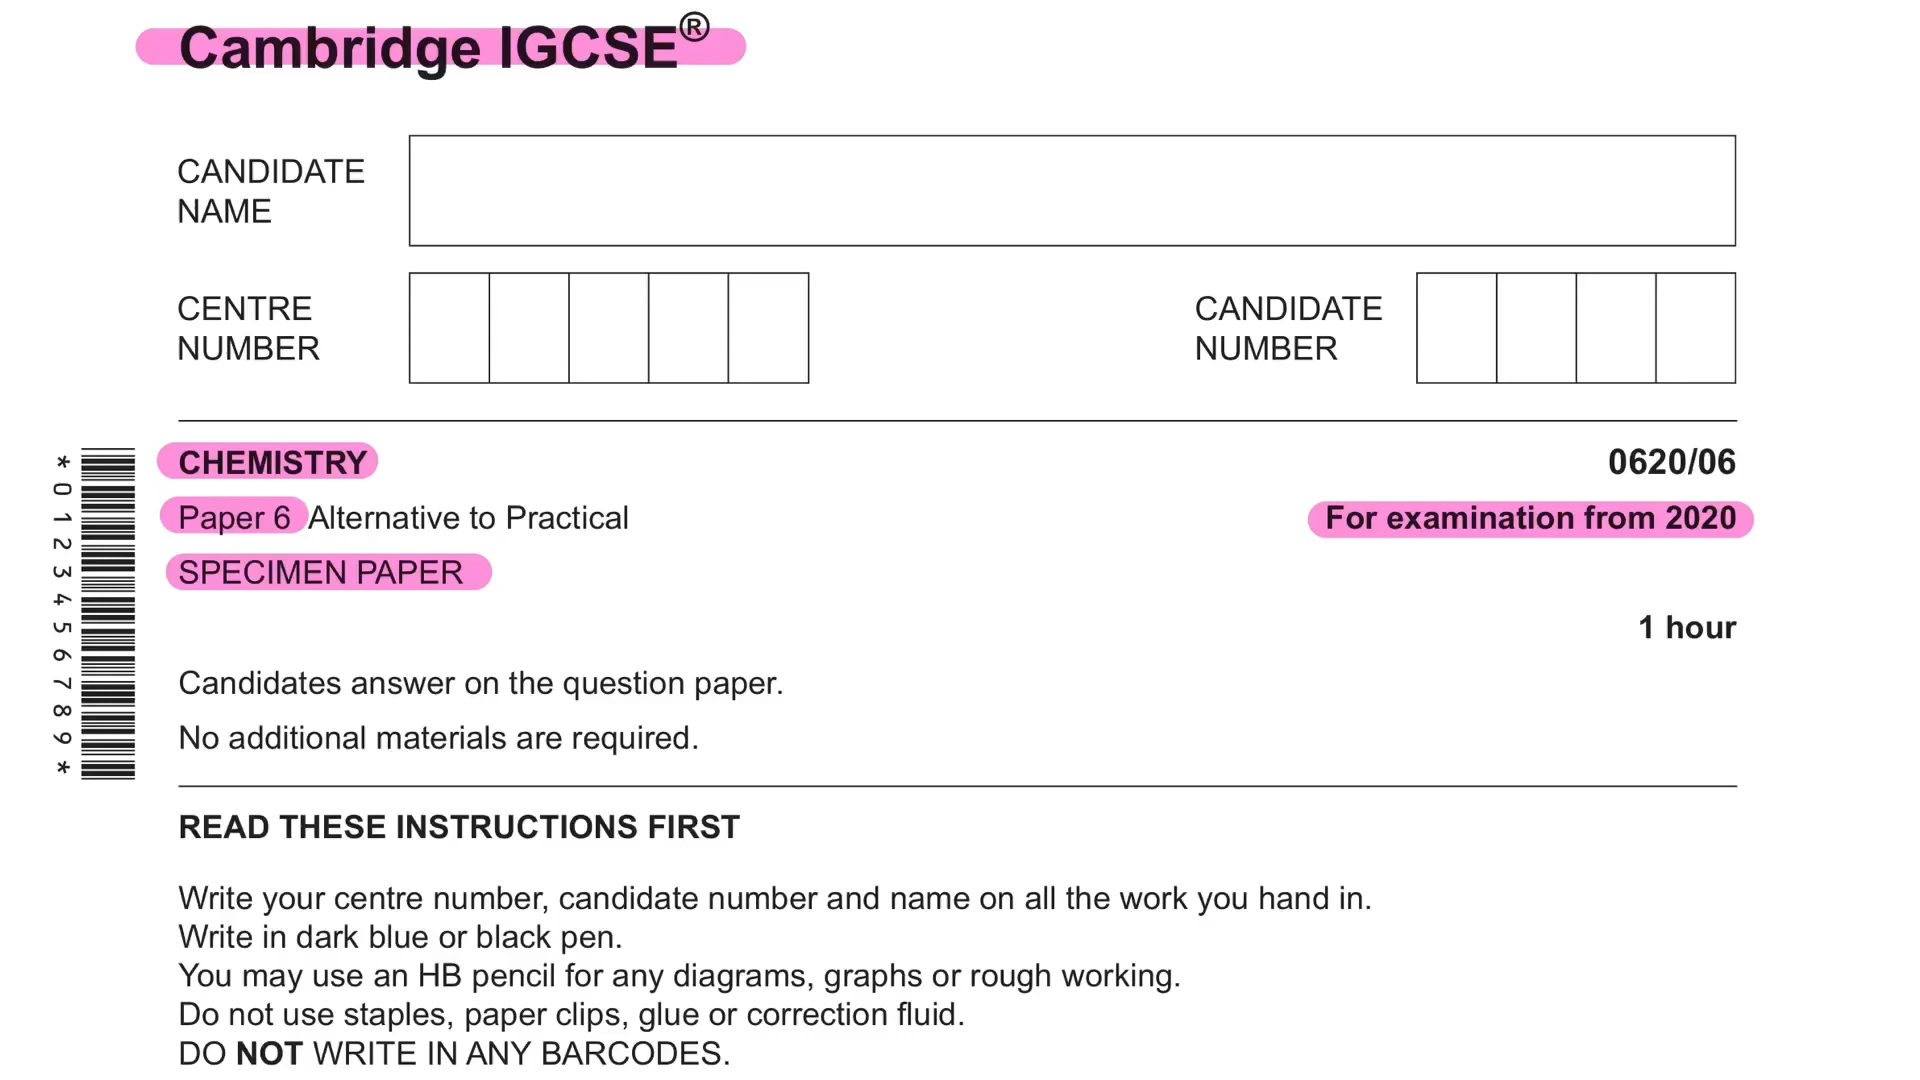 Cambridge IGCSE®
CANDIDATE
NAME
CENTRE
NUMBER
CANDIDATE
NUMBER
*0123456789*
CHEMISTRY
0620/06
Paper 6 Alternative to Practical
For examination from 2020
SPECIMEN PAPER
1 hour
Candidates answer on the question paper.
No additional materials are required.
READ THESE INSTRUCTIONS FIRST
Write your centre number, candidate number and name on all the work you hand in.
Write in dark blue or black pen.
You may use an HB pencil for any diagrams, graphs or rough working.
Do not use staples, paper clips, glue or correction fluid.
DO NOT WRITE IN ANY BARCODES.